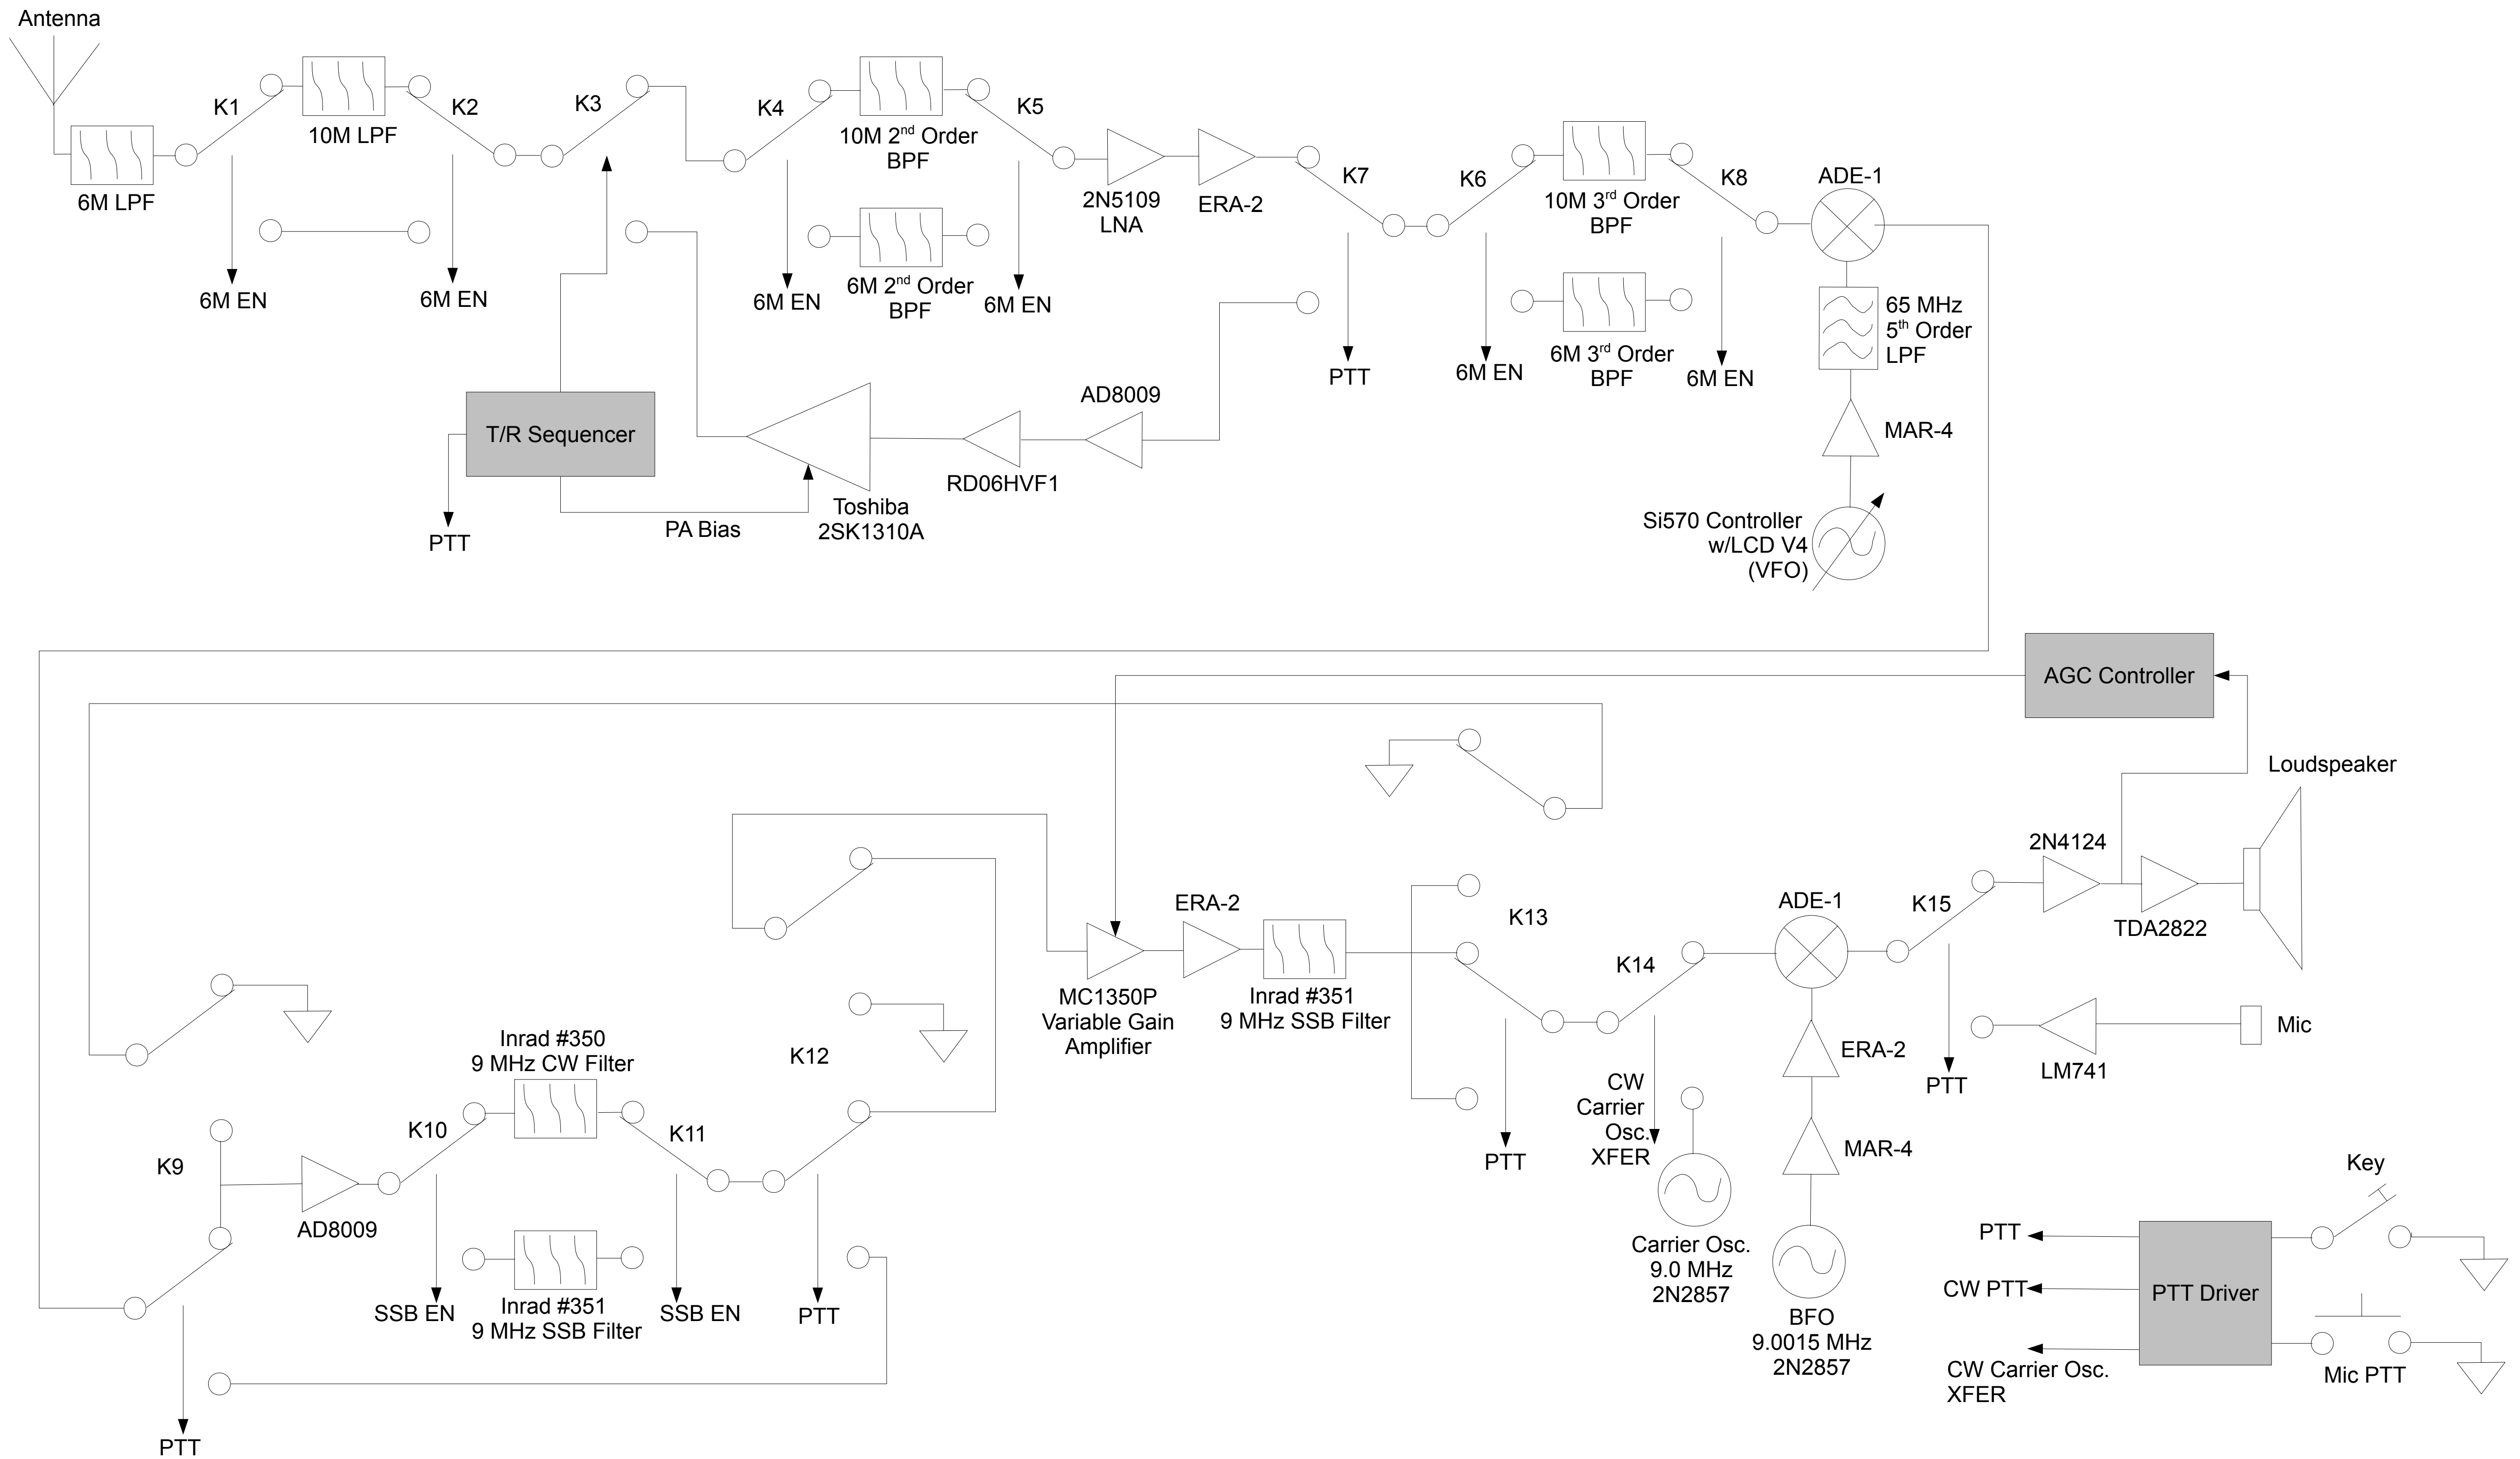 Antenna
K1
10M LPF
K2
K3
K4
10M 2nd Order
BPF
K5
6M LPF
6M EN
6M EN
6M EN
6M 2nd Order
BPF
6M EN
2N5109
LNA
ERA-2
K7
K6
10M 3rd Order
BPF
K8
ADE-1
65 MHz
5th Order
LPF
PTT
6M EN
6M 3rd Order
BPF
6M EN
MAR-4
Si570 Controller
w/LCD V4
(VFO)
T/R Sequencer
PTT
PA Bias
Toshiba
2SK1310A
RD06HVF1
AD8009
AGC Controller
Loudspeaker
2N4124
TDA2822
K15
ADE-1
K14
K13
ERA-2
MC1350P
Variable Gain
Amplifier
Inrad #351
9 MHz SSB Filter
K12
Inrad #350
9 MHz CW Filter
K10
K11
K9
AD8009
SSB EN
Inrad #351
9 MHz SSB Filter
SSB EN
PTT
PTT
PTT
CW
Carrier
Osc.
XFER
Carrier Osc.
9.0 MHz
2N2857
ERA-2
MAR-4
BFO
9.0015 MHz
2N2857
PTT
LM741
Mic
Key
PTT
CW PTT
PTT Driver
CW Carrier Osc.
XFER
Mic PTT